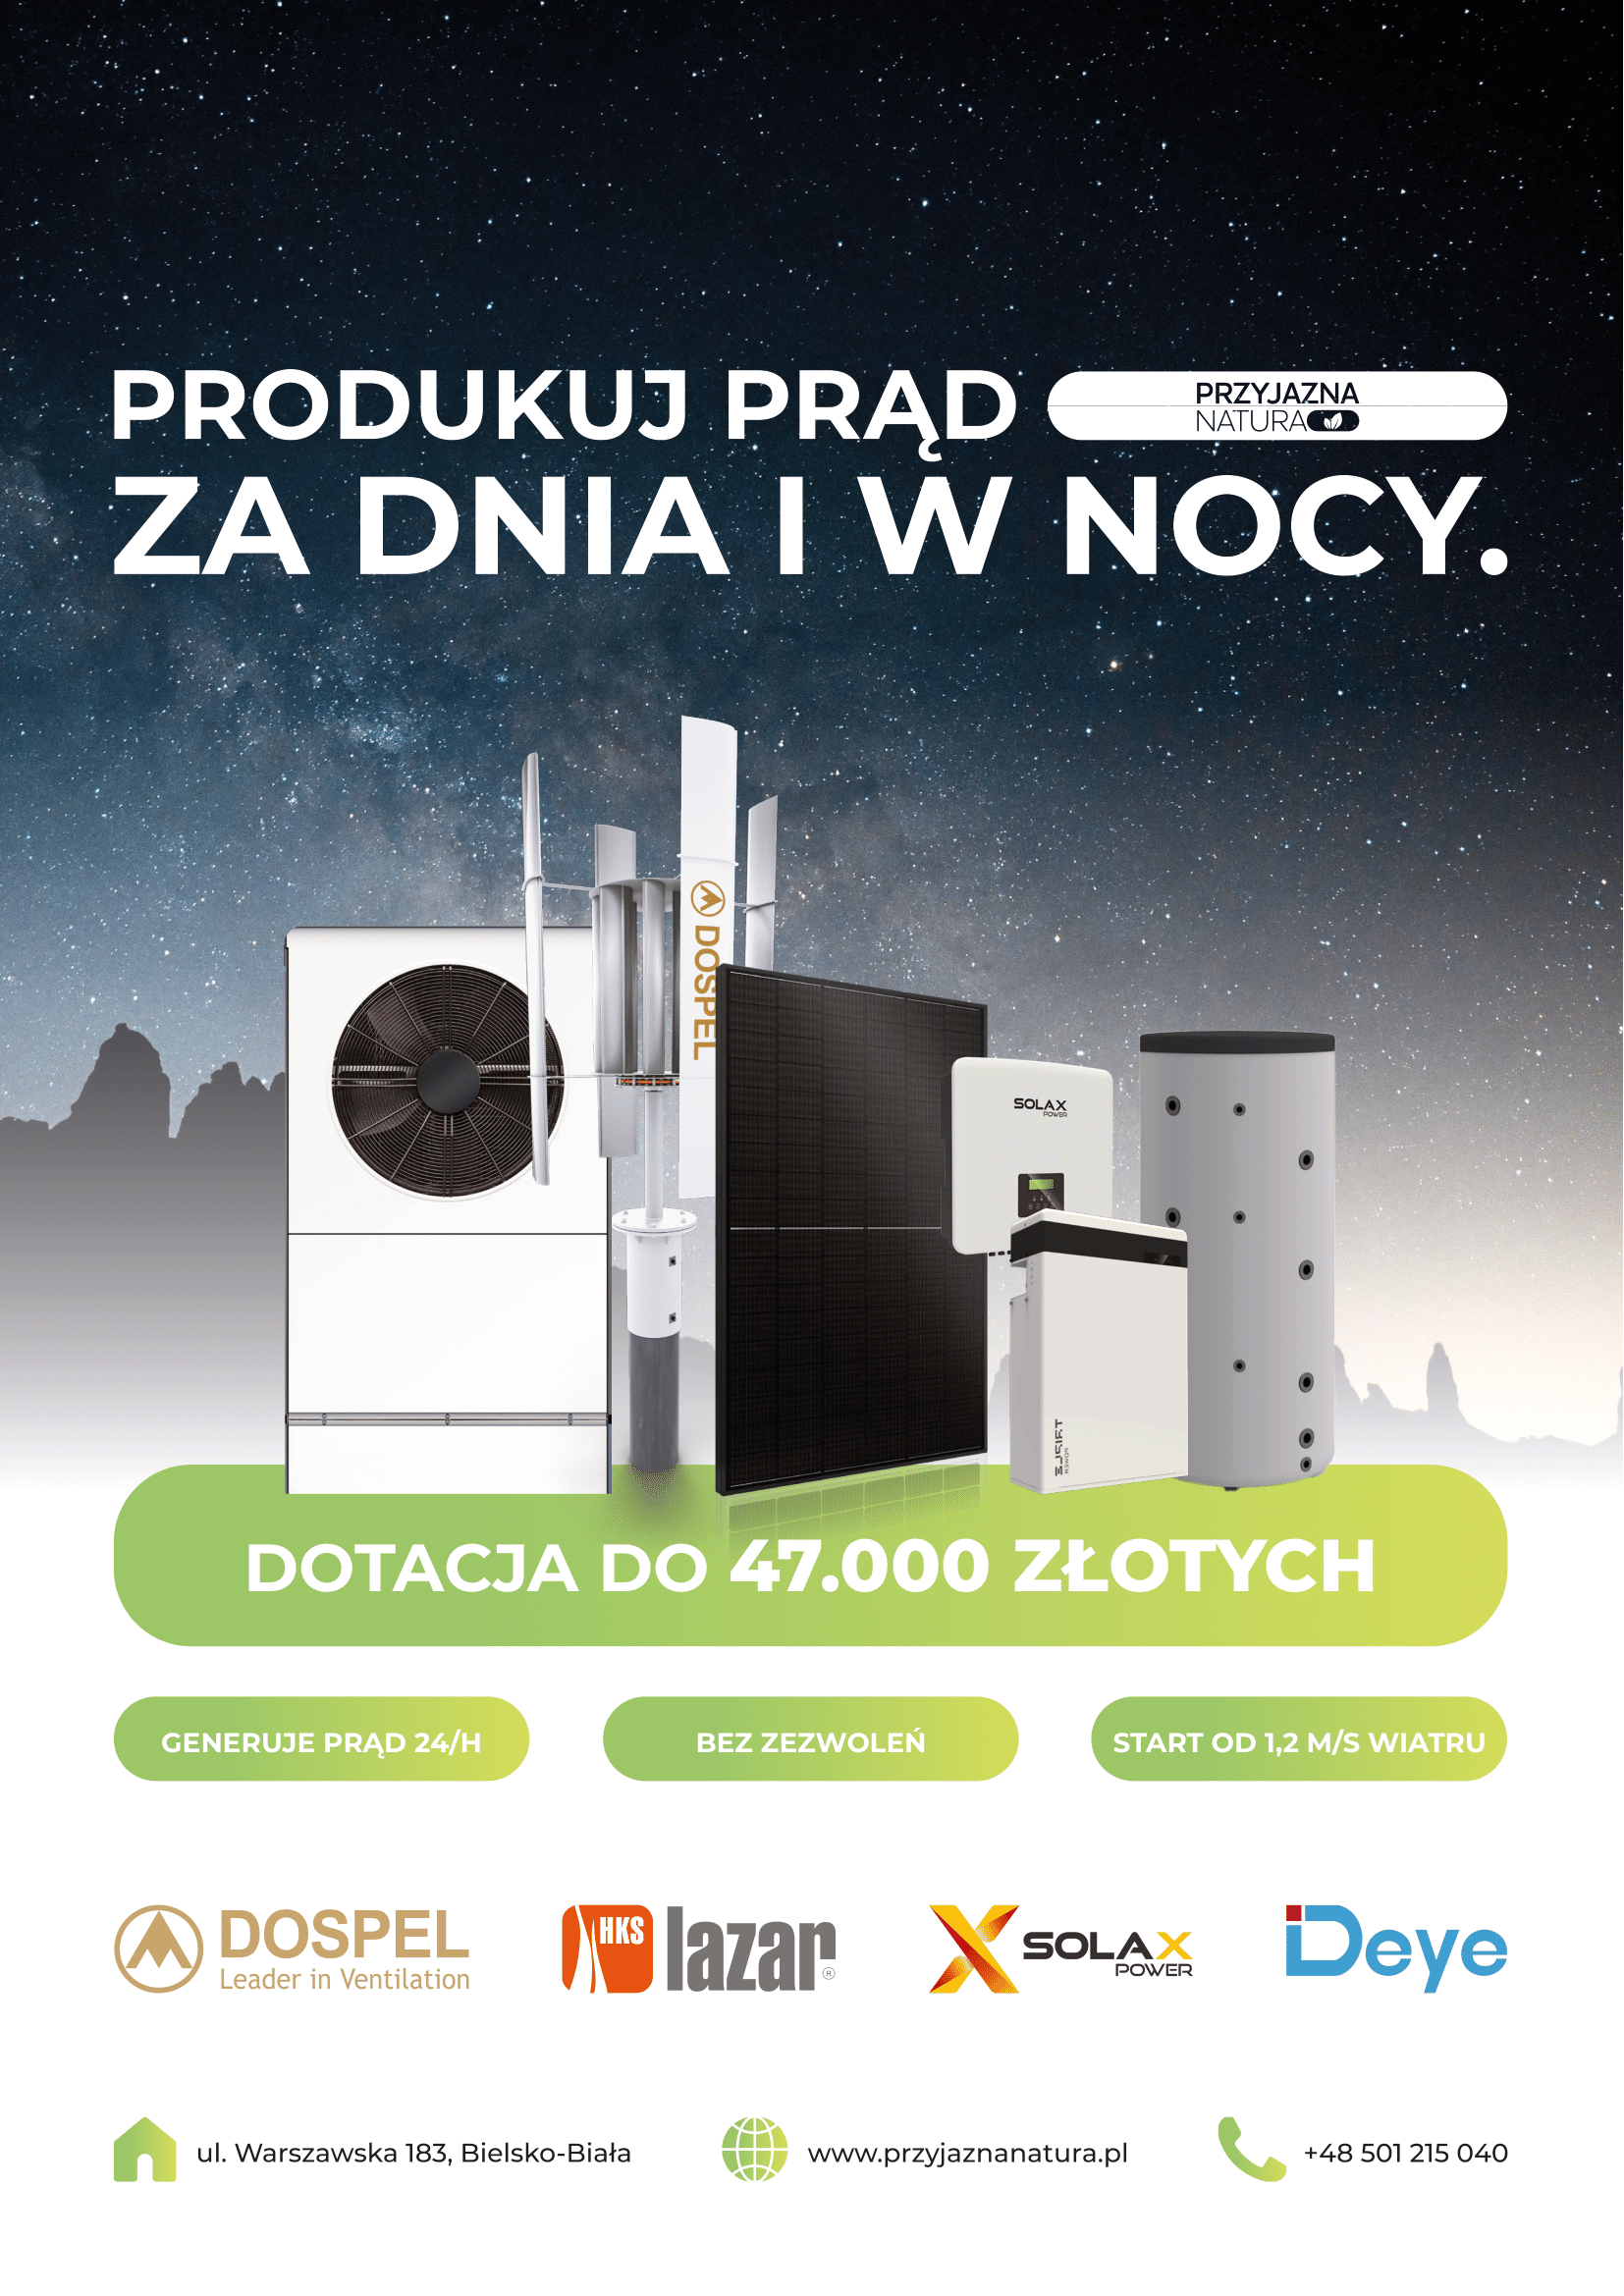 PRODUKUJ PRĄD
PRZYJAZNA
NATURA
ZA DNIA I W NOCY.
DOSPEL
SOLAX
POWER
TRIPLE
POWER
DOTACJA DO 47.000 ZŁOTYCH
GENERUJE PRĄD 24/H
BEZ ZEZWOLEŃ
START OD 1,2 M/S WIATRU
DOSPEL
Leader in Ventilation
HKS
lazar®
SOLAX
POWER
Deye
ul. Warszawska 183, Bielsko-Biała
www.przyjaznanatura.pl
+48 501 215 040